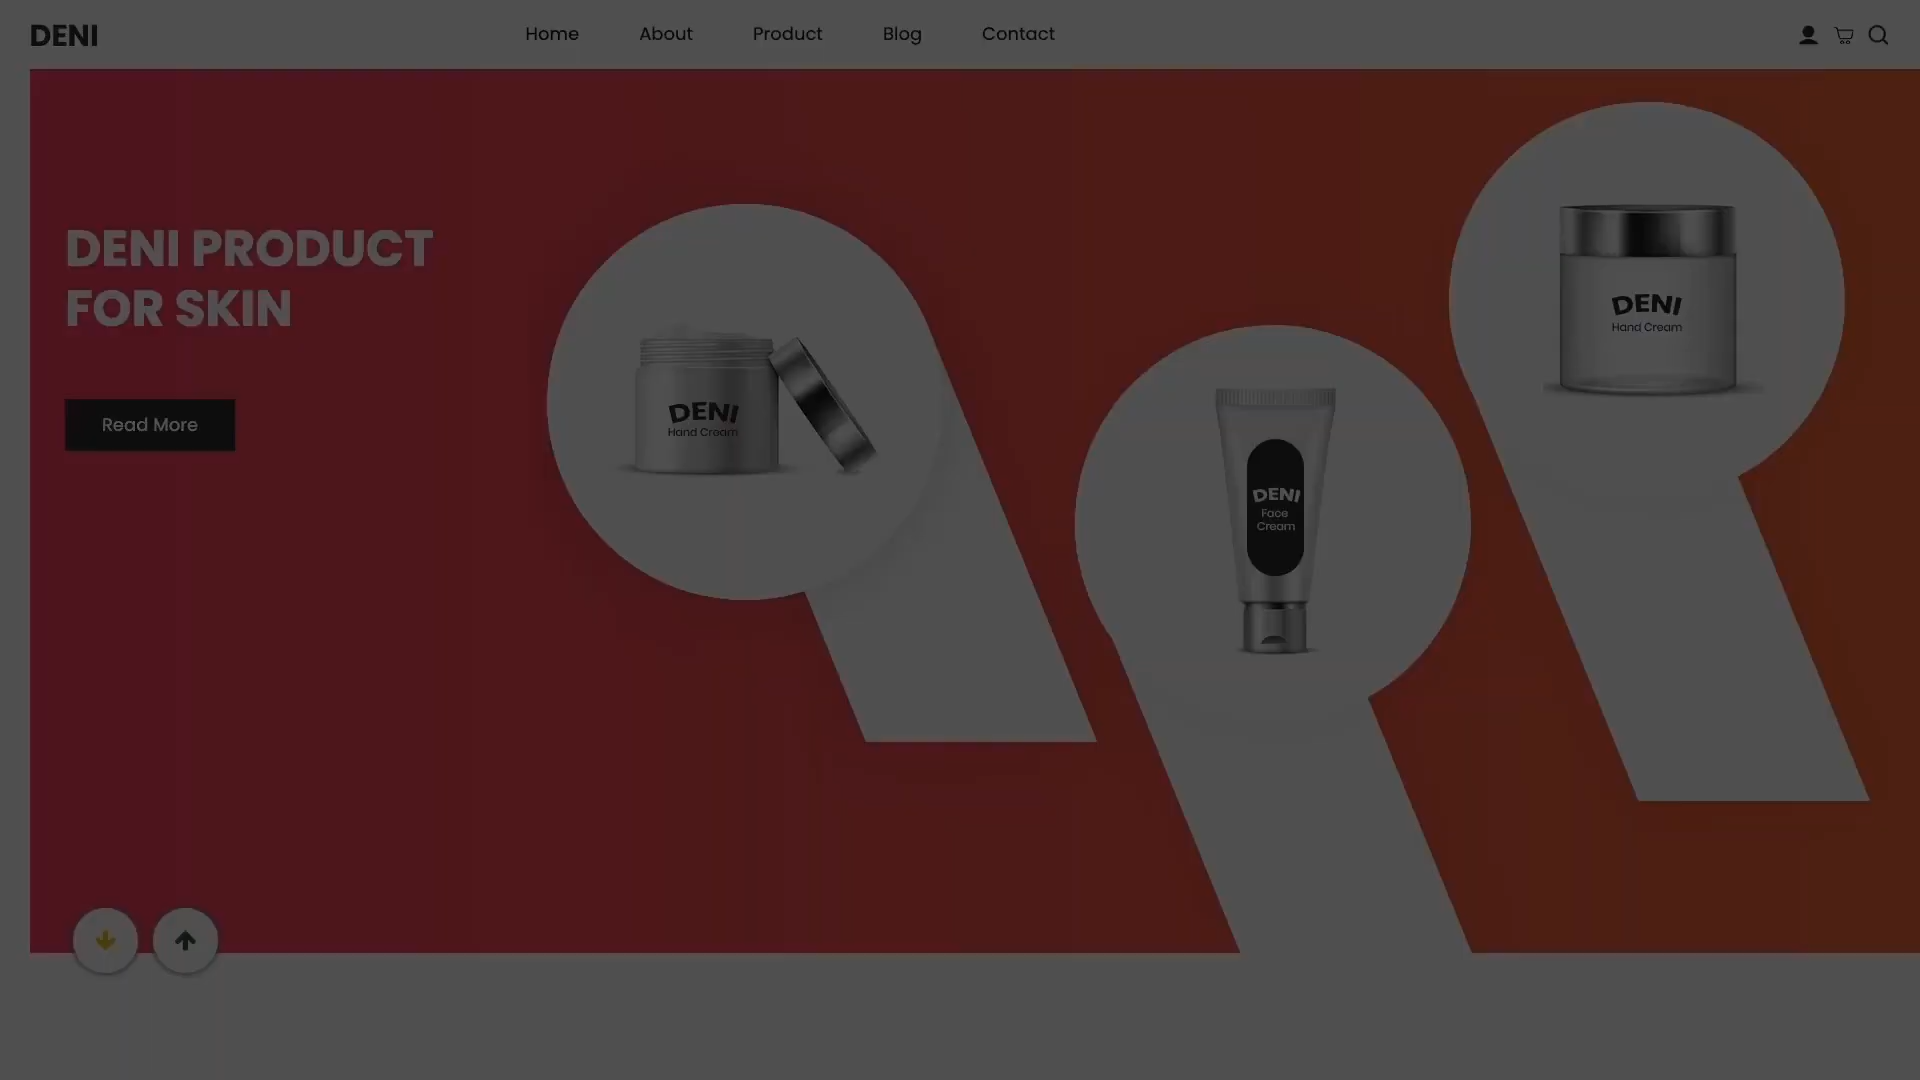 DENI
Home
About
Product
Blog
Contact
DENI PRODUCT
FOR SKIN
Read More
DENI
Hand Cream
DENI
Face
Cream
DENI
Hand Cream